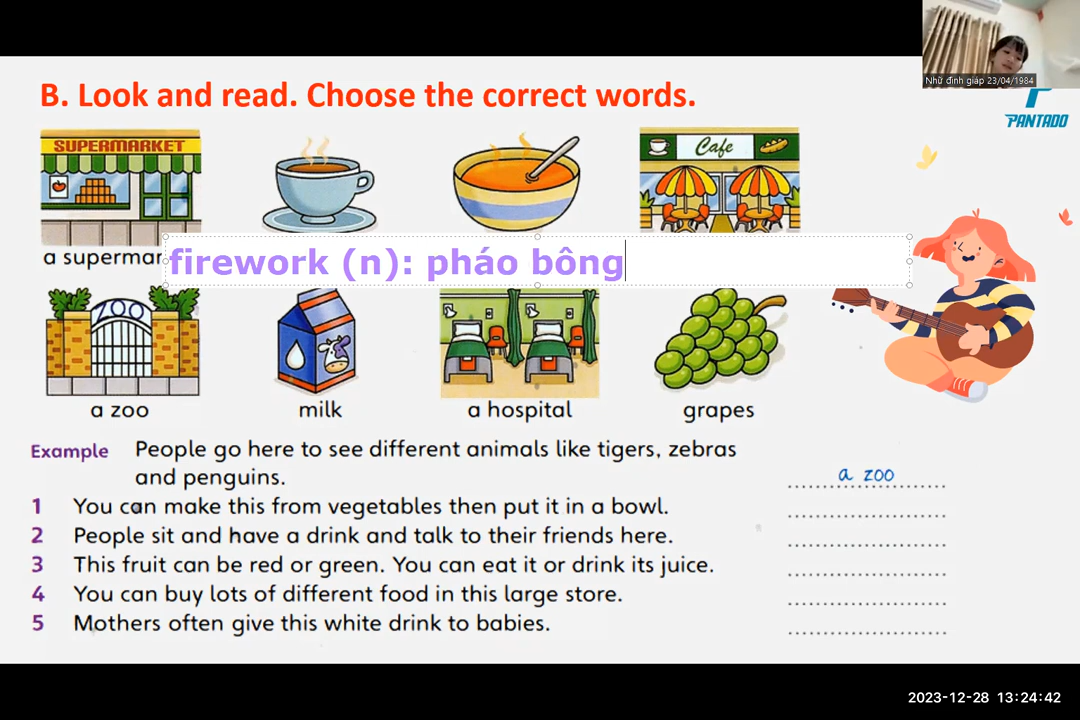 Nhữ đình giáp 23/04/1984
B. Look and read. Choose the correct words.
PANTADO
SUPERMARKET
Cafe
a supermar
firework (n): pháo bông
ZOO
a zoo
milk
a hospital
grapes
Example People go here to see different animals like tigers, zebras
and penguins.
a zoo
1 You can make this from vegetables then put it in a bowl.
2 People sit and have a drink and talk to their friends here.
3 This fruit can be red or green. You can eat it or drink its juice.
4 You can buy lots of different food in this large store.
5 Mothers often give this white drink to babies.
2023-12-28 13:24:42